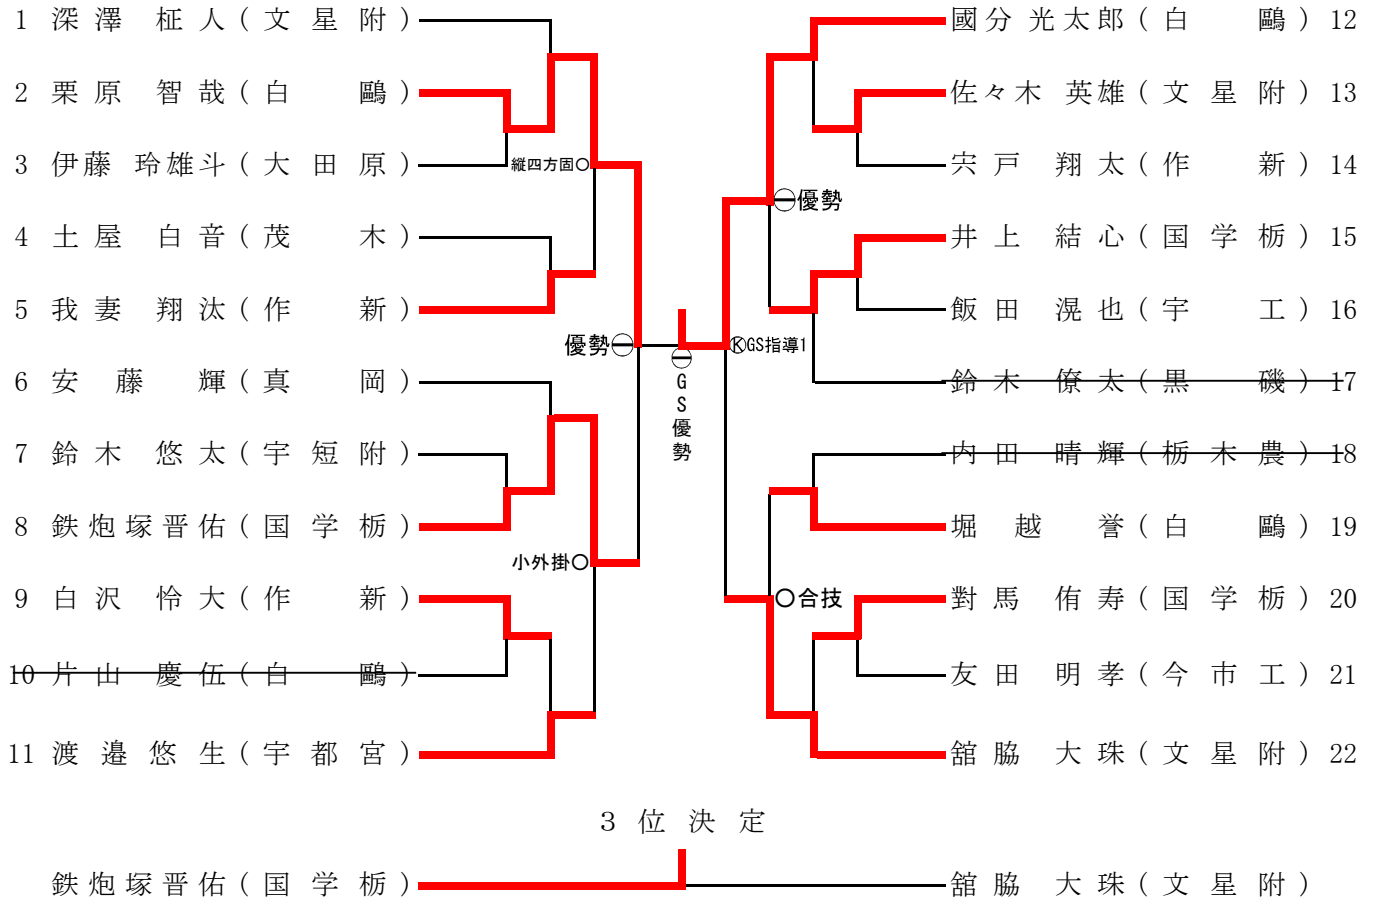 1 深澤 柾人(文星附)
2 栗原 智哉(白 鷗)
3 伊藤 玲雄斗(大田原)
4 土屋 白音(茂 木)
5 我妻 翔汰(作 新)
6 安藤 輝(真 岡)
7 鈴木 悠太(宇短附)
8 鉄炮塚晋佑(国学栃)
9 白沢 怜大(作 新)
10 片山 慶伍(白 鷗)
11 渡邉悠生(宇都宮)
縦四方固○
優勢㊀
小外掛○
㊀GS優勢
國分 光太郎(白 鷗) 12
佐々木 英雄(文星附) 13
宍戸 翔太(作 新) 14
井上 結心(国学栃) 15
飯田 滉也(宇 工) 16
鈴木 僚太(黒 磯) 17
内田 晴輝(栃木農) 18
堀越 誉(白 鷗) 19
對馬 侑寿(国学栃) 20
友田 明孝(今市工) 21
舘脇 大珠(文星附) 22
㊀優勢
ⓀGS指導1
○合技
3位決定
鉄炮塚晋佑(国学栃)
舘脇 大珠(文星附)